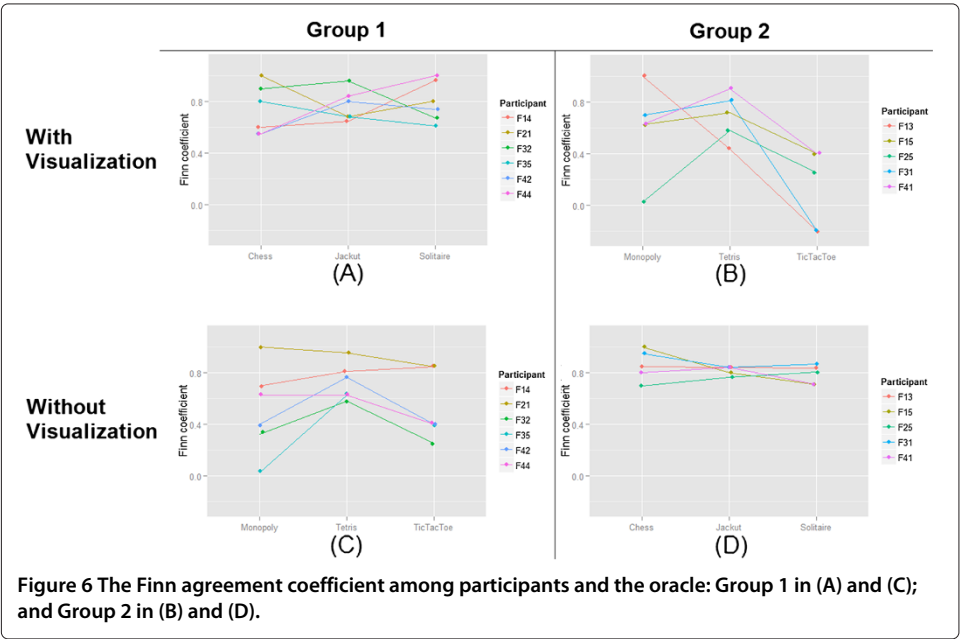 Group 1
Group 2
With
Visualization
Finn coefficient
0.8
0.4
0.0
Chess Jackut Solitaire
(A)
Participant
F14
F21
F32
F35
F42
F44
Finn coefficient
0.8
0.4
0.0
Monopoly Tetris TicTacToe
(B)
Participant
F13
F15
F25
F31
F41
Without
Visualization
Finn coefficient
0.8
0.4
0.0
Monopoly Tetris TicTacToe
(C)
Participant
F14
F21
F32
F35
F42
F44
Finn coefficient
0.8
0.4
0.0
Chess Jackut Solitaire
(D)
Participant
F13
F15
F25
F31
F41
Figure 6 The Finn agreement coefficient among participants and the oracle: Group 1 in (A) and (C);
and Group 2 in (B) and (D).